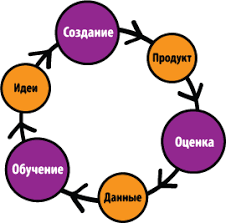 Создание
Продукт
Оценка
Данные
Обучение
Идеи